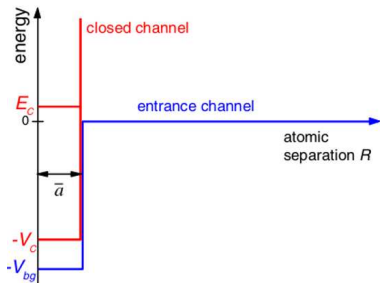 energy
closed channel
E_c
entrance channel
0
atomic
separation R
ā
-V_c
-V_bg